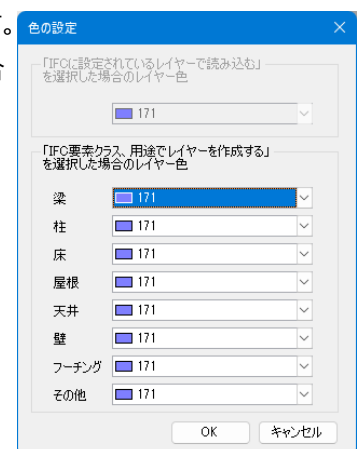 。
色の設定
「IFCに設定されているレイヤーで読み込む」
を選択した場合のレイヤー色
171
「IFC要素クラス、用途でレイヤーを作成する」
を選択した場合のレイヤー色
梁 171
柱 171
床 171
屋根 171
天井 171
壁 171
フーチング 171
その他 171
OK キャンセル